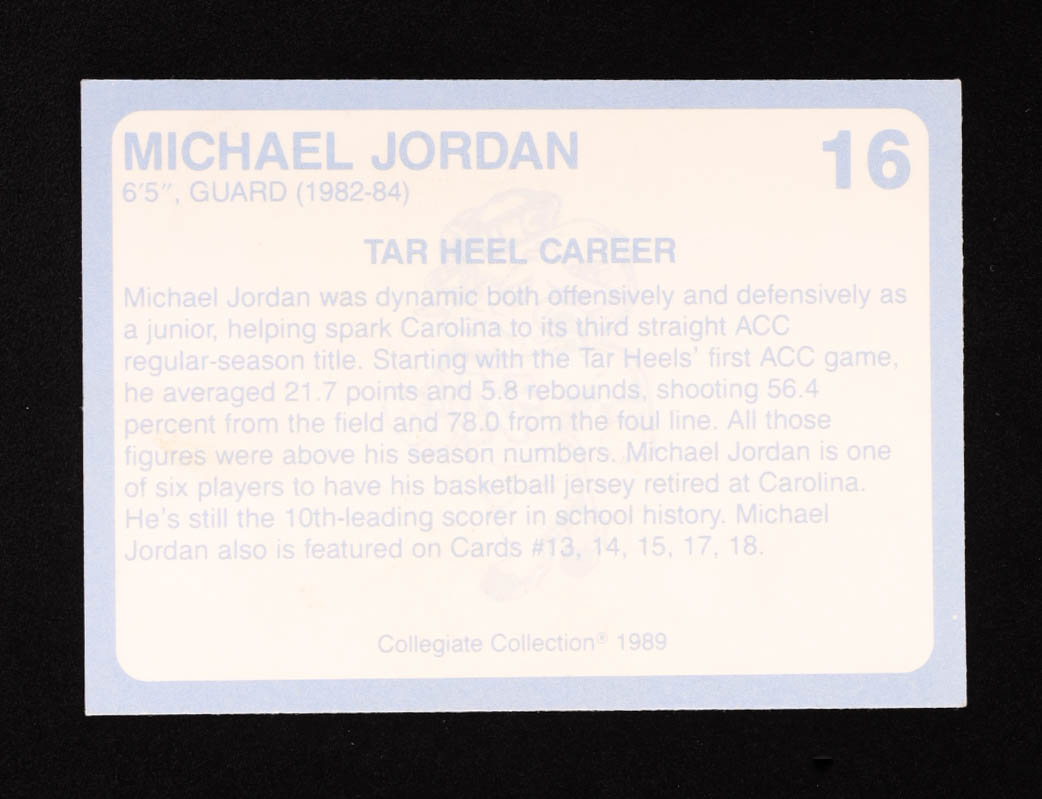 MICHAEL JORDAN
16
6'5", GUARD (1982-84)
TAR HEEL CAREER
Michael Jordan was dynamic both offensively and defensively as
a junior, helping spark Carolina to its third straight ACC
regular-season title. Starting with the Tar Heels' first ACC game,
he averaged 21.7 points and 5.8 rebounds, shooting 56.4
percent from the field and 78.0 from the foul line. All those
figures were above his season numbers. Michael Jordan is one
of six players to have his basketball jersey retired at Carolina.
He's still the 10th-leading scorer in school history. Michael
Jordan also is featured on Cards #13, 14, 15, 17, 18.
Collegiate Collection® 1989